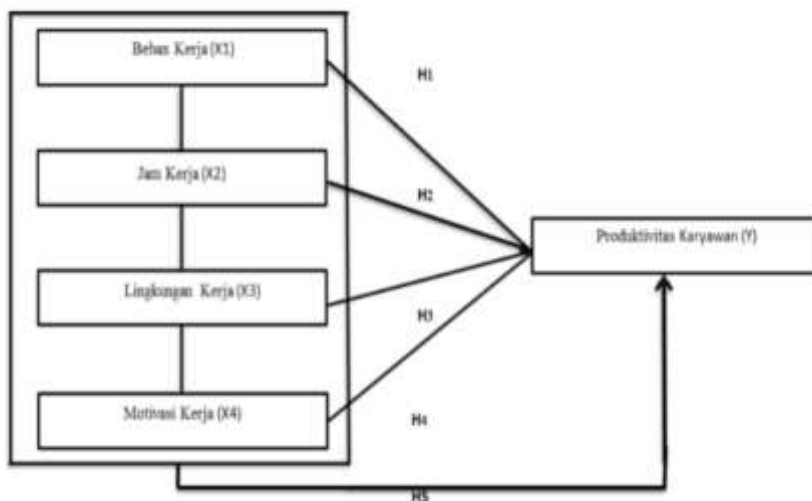 Beban Kerja (X1)
H1
Jam Kerja (X2)
H2
Produktivitas Karyawan (Y)
Lingkungan Kerja (X3)
H3
Motivasi Kerja (X4)
H4
H5